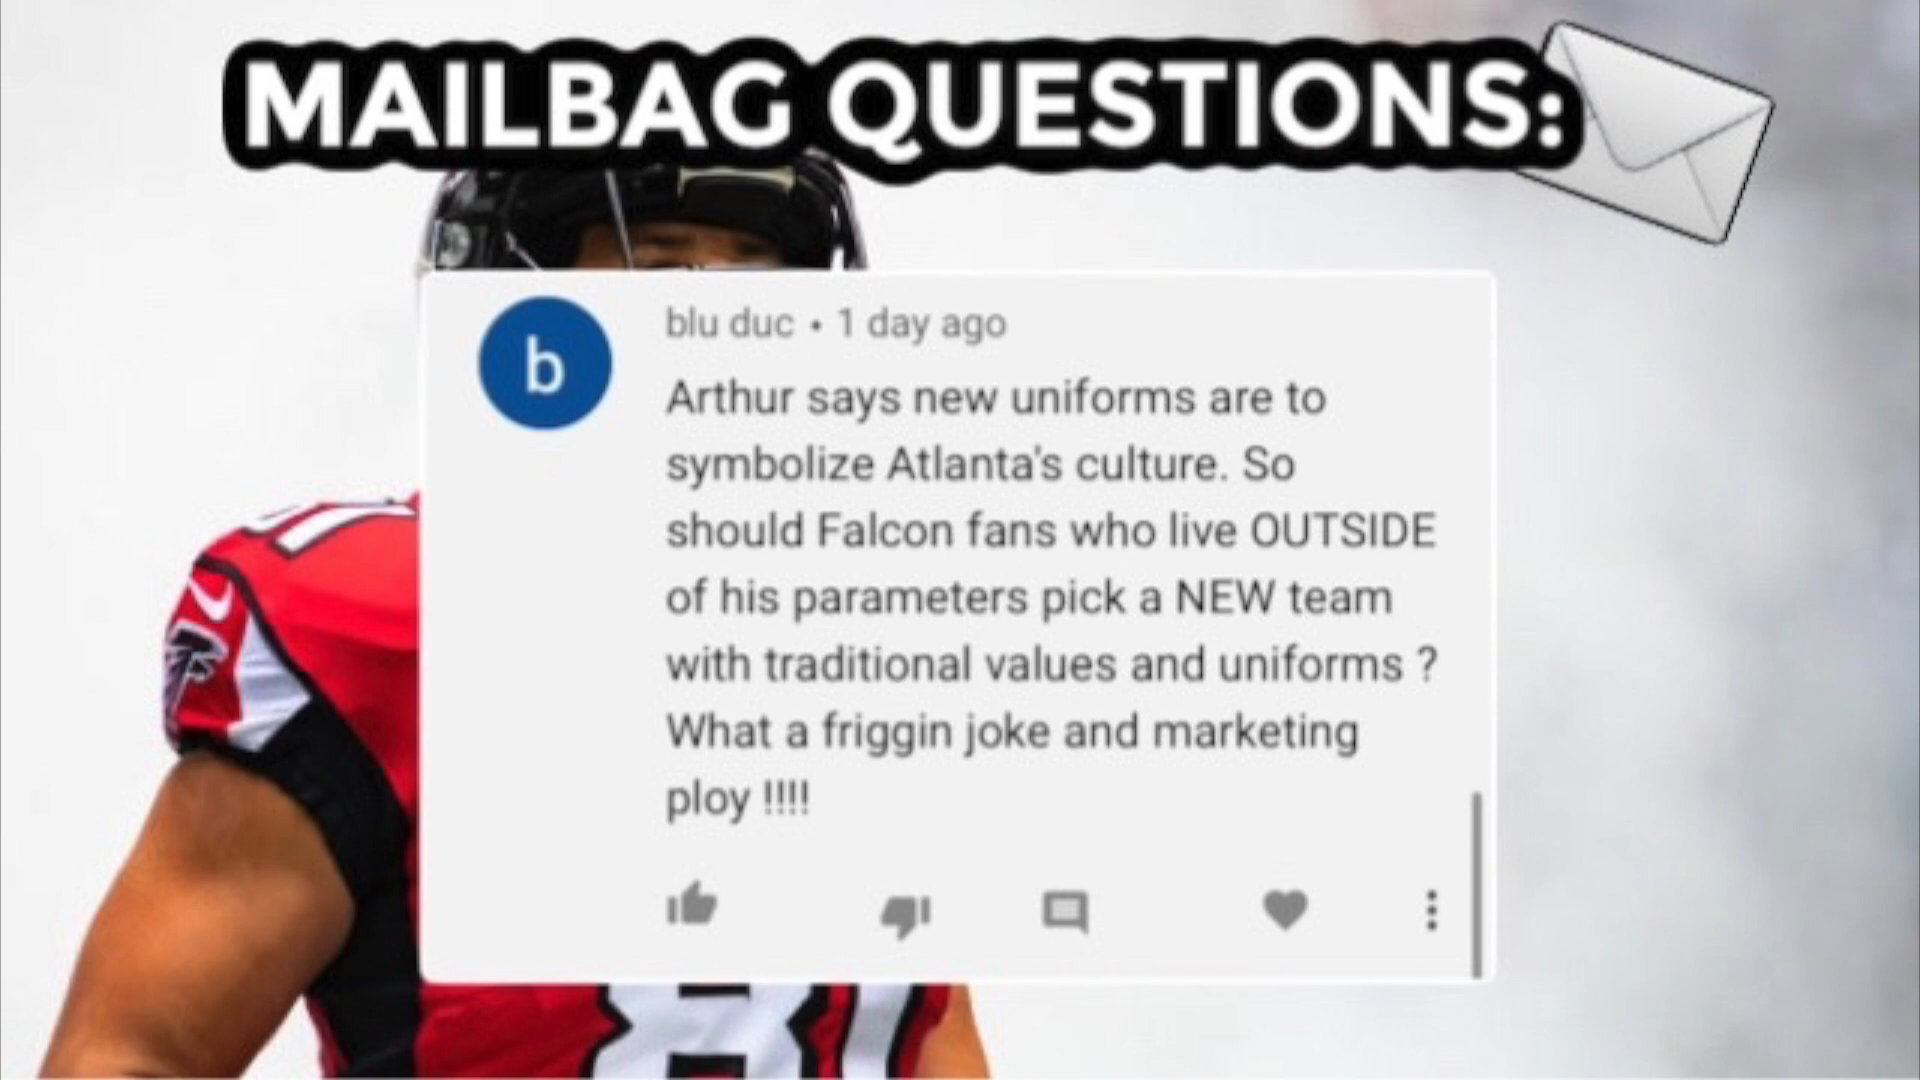 MAILBAG QUESTIONS:
b
blu duc • 1 day ago
Arthur says new uniforms are to
symbolize Atlanta's culture. So
should Falcon fans who live OUTSIDE
of his parameters pick a NEW team
with traditional values and uniforms ?
What a friggin joke and marketing
ploy !!!!